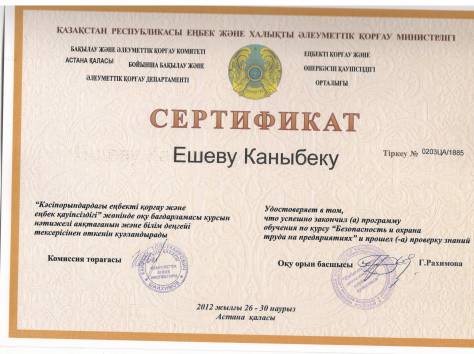 ҚАЗАҚСТАН РЕСПУБЛИКАСЫ ЕҢБЕК ЖӘНЕ ХАЛЫҚТЫ ӘЛЕУМЕТТІК ҚОРҒАУ МИНИСТРЛІГІ
БАҚЫЛАУ ЖӘНЕ ӘЛЕУМЕТТІК ҚОРҒАУ КОМИТЕТІ
АСТАНА ҚАЛАСЫ БОЙЫНША БАҚЫЛАУ ЖӘНЕ
ӘЛЕУМЕТТІК ҚОРҒАУ ДЕПАРТАМЕНТІ
ЕҢБЕКТІ ҚОРҒАУ ЖӘНЕ
ӨНЕРКӘСІП ҚАУІПСІЗДІГІ
ОРТАЛЫҒЫ
СЕРТИФИКАТ
Ешеву Каныбеку
Тіркеу № 0203ЦА/1885
"Кәсіпорындардағы еңбекті қорғау және
еңбек қауіпсіздігі" жөнінде оқу бағдарламасы курсын
нәтижелі аяқтағанын және білім деңгейі
тексерісінен өткенін куәландырады
Удостоверяет в том,
что успешно закончил (а) программу
обучения по курсу "Безопасность и охрана
труда на предприятиях" и прошел (-а) проверку знаний
Комиссия төрағасы
Оқу орын басшысы Г.Рахимова
2012 жылғы 26 - 30 наурыз
Астана қаласы